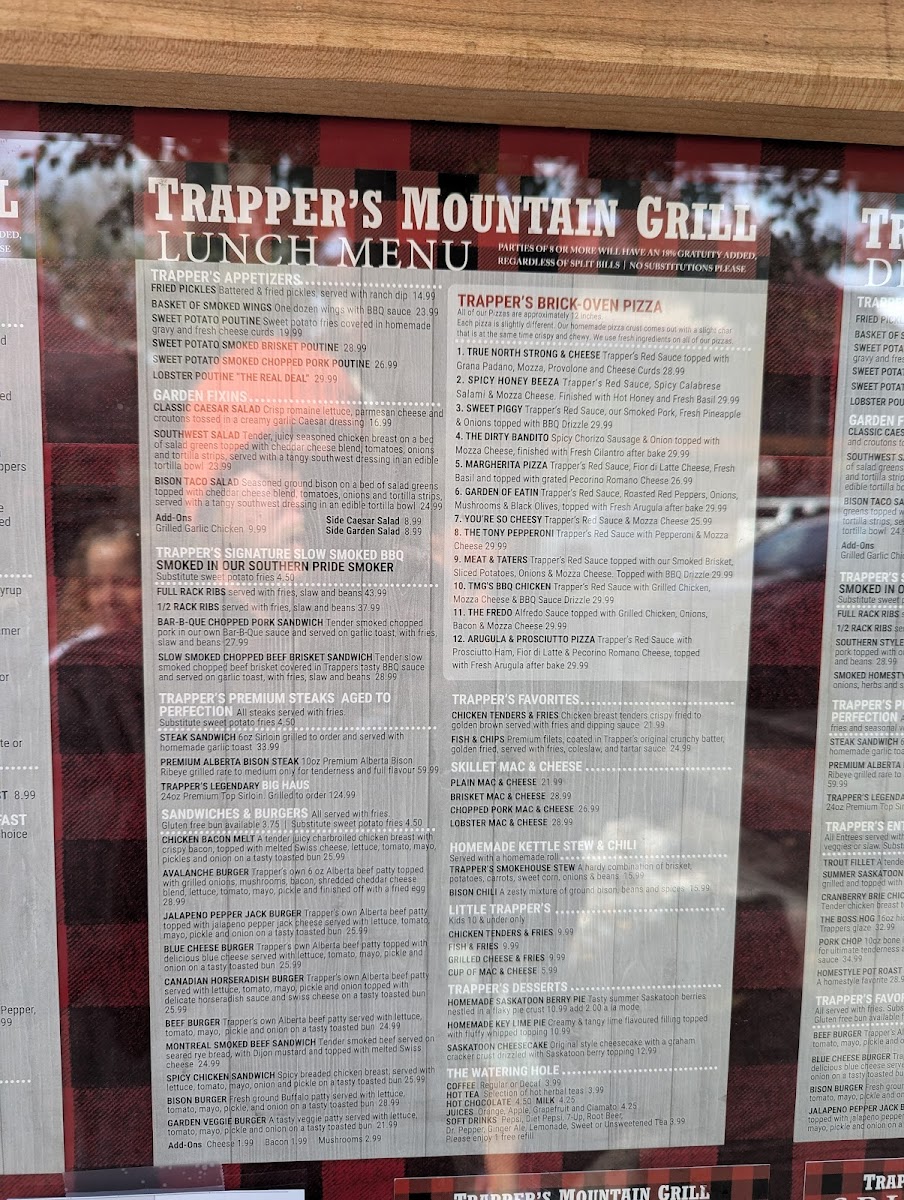 TRAPPER'S MOUNTAIN GRILL
LUNCH MENU
PARTIES OF 8 OR MORE WILL HAVE AN 18% GRATUITY ADDED,
REGARDLESS OF SPLIT BILLS | NO SUBSTITUTIONS PLEASE
TRAPPER'S APPETIZERS
FRIED PICKLES Battered & fried pickles, served with ranch dip 14.99
BASKET OF SMOKED WINGS One dozen wings with BBQ sauce 23.99
SWEET POTATO POUTINE Sweet potato fries covered in homemade
gravy and fresh cheese curds 19.99
SWEET POTATO SMOKED BRISKET POUTINE 28.99
SWEET POTATO SMOKED CHOPPED PORK POUTINE 26.99
LOBSTER POUTINE "THE REAL DEAL" 29.99
GARDEN FIXINS
CLASSIC CAESAR SALAD Crisp romaine lettuce, parmesan cheese and
croutons tossed in a creamy garlic Caesar dressing 16.99
SOUTHWEST SALAD Tender, juicy seasoned chicken breast on a bed
of salad greens topped with cheddar cheese blend, tomatoes, onions
and tortilla strips, served with a tangy southwest dressing in an edible
tortilla bowl 23.99
BISON TACO SALAD Seasoned ground bison on a bed of salad greens
topped with cheddar cheese blend, tomatoes, onions and tortilla strips,
served with a tangy southwest dressing in an edible tortilla bowl 24.99
Add-Ons
Grilled Garlic Chicken 9.99
Side Caesar Salad 8.99
Side Garden Salad 8.99
TRAPPER'S SIGNATURE SLOW SMOKED BBQ
SMOKED IN OUR SOUTHERN PRIDE SMOKER
Substitute sweet potato fries 4.50
FULL RACK RIBS served with fries, slaw and beans 43.99
1/2 RACK RIBS served with fries, slaw and beans 37.99
BAR-B-QUE CHOPPED PORK SANDWICH Tender smoked chopped
pork in our own Bar-B-Que sauce and served on garlic toast, with fries,
slaw and beans 27.99
SLOW SMOKED CHOPPED BEEF BRISKET SANDWICH Tender slow
smoked chopped beef brisket covered in Trappers tasty BBQ sauce
and served on garlic toast, with fries, slaw and beans 28.99
TRAPPER'S PREMIUM STEAKS AGED TO
PERFECTION All steaks served with fries.
Substitute sweet potato fries 4.50
STEAK SANDWICH 6oz Sirloin grilled to order and served with
homemade garlic toast 33.99
PREMIUM ALBERTA BISON STEAK 10oz Premium Alberta Bison
Ribeye grilled rare to medium only for tenderness and full flavour 59.99
TRAPPER'S LEGENDARY BIG HAUS
24oz Premium Top Sirloin. Grilled to order 124.99
SANDWICHES & BURGERS All served with fries.
Gluten free bun available 3.75 | Substitute sweet potato fries 4.50
CHICKEN BACON MELT A tender juicy charbroiled chicken breast with
crispy bacon, topped with melted Swiss cheese, lettuce, tomato, mayo,
pickles and onion on a tasty toasted bun 25.99
AVALANCHE BURGER Trapper's own 6 oz Alberta beef patty topped
with grilled onions, mushrooms, bacon, shredded cheddar cheese
blend, lettuce, tomato, mayo, pickle and finished off with a fried egg
28.99
JALAPENO PEPPER JACK BURGER Trapper's own Alberta beef patty
topped with jalapeno pepper jack cheese served with lettuce, tomato,
mayo, pickle and onion on a tasty toasted bun 25.99
BLUE CHEESE BURGER Trapper's own Alberta beef patty topped with
delicious blue cheese served with lettuce, tomato, mayo, pickle and
onion on a tasty toasted bun 25.99
CANADIAN HORSERADISH BURGER Trapper's own Alberta beef patty
served with lettuce, tomato, mayo, pickle and onion topped with
delicate horseradish sauce and swiss cheese on a tasty toasted bun
25.99
BEEF BURGER Trapper's own Alberta beef patty served with lettuce,
tomato, mayo, pickle and onion on a tasty toasted bun 24.99
MONTREAL SMOKED BEEF SANDWICH Tender smoked beef served on
seared rye bread, with Dijon mustard and topped with melted Swiss
cheese 24.99
SPICY CHICKEN SANDWICH Spicy breaded chicken breast, served with
lettuce, tomato, mayo, onion and pickle on a tasty toasted bun 25.99
BISON BURGER Fresh ground Buffalo patty served with lettuce,
tomato, mayo, pickle and onion on a tasty toasted bun 28.99
GARDEN VEGGIE BURGER A tasty veggie patty served with lettuce,
tomato, mayo, pickle and onion on a tasty toasted bun 21.99
Add-Ons Cheese 1.99 Bacon 1.99 Mushrooms 2.99
TRAPPER'S BRICK-OVEN PIZZA
All of our Pizzas are approximately 12 inches.
Each pizza is slightly different. Our homemade pizza crust comes out with a slight char
that is at the same time crispy and chewy. We use fresh ingredients on all of our pizzas.
1. TRUE NORTH STRONG & CHEESE Trapper's Red Sauce topped with
Grana Padano, Mozza, Provolone and Cheese Curds 28.99
2. SPICY HONEY BEEZA Trapper's Red Sauce, Spicy Calabrese
Salami & Mozza Cheese. Finished with Hot Honey and Fresh Basil 29.99
3. SWEET PIGGY Trapper's Red Sauce, our Smoked Pork, Fresh Pineapple
& Onions topped with BBQ Drizzle 29.99
4. THE DIRTY BANDITO Spicy Chorizo Sausage & Onion topped with
Mozza Cheese, finished with Fresh Cilantro after bake 29.99
5. MARGHERITA PIZZA Trapper's Red Sauce, Fior di Latte Cheese, Fresh
Basil and topped with grated Pecorino Romano Cheese 26.99
6. GARDEN OF EATIN Trapper's Red Sauce, Roasted Red Peppers, Onions,
Mushrooms & Black Olives, topped with Fresh Arugula after bake 29.99
7. YOU'RE SO CHEESY Trapper's Red Sauce & Mozza Cheese 25.99
8. THE TONY PEPPERONI Trapper's Red Sauce with Pepperoni & Mozza
Cheese 29.99
9. MEAT & TATERS Trapper's Red Sauce topped with our Smoked Brisket,
Sliced Potatoes, Onions & Mozza Cheese. Topped with BBQ Drizzle 29.99
10. TMG'S BBQ CHICKEN Trapper's Red Sauce with Grilled Chicken,
Mozza Cheese & BBQ Sauce Drizzle 29.99
11. THE FREDO Alfredo Sauce topped with Grilled Chicken, Onions,
Bacon & Mozza Cheese 29.99
12. ARUGULA & PROSCIUTTO PIZZA Trapper's Red Sauce with
Prosciutto Ham, Fior di Latte & Pecorino Romano Cheese, topped
with Fresh Arugula after bake 29.99
TRAPPER'S FAVORITES
CHICKEN TENDERS & FRIES Chicken breast tenders crispy fried to
golden brown served with fries and dipping sauce 21.99
FISH & CHIPS Premium filets, coated in Trapper's original crunchy batter,
golden fried, served with fries, coleslaw, and tartar sauce 24.99
SKILLET MAC & CHEESE
PLAIN MAC & CHEESE 21.99
BRISKET MAC & CHEESE 28.99
CHOPPED PORK MAC & CHEESE 26.99
LOBSTER MAC & CHEESE 28.99
HOMEMADE KETTLE STEW & CHILI
Served with a homemade roll
TRAPPER'S SMOKEHOUSE STEW A hardy combination of brisket,
potatoes, carrots, sweet corn, onions & beans 15.99
BISON CHILI A zesty mixture of ground bison, beans and spices 16.99
LITTLE TRAPPER'S
Kids 10 & under only
CHICKEN TENDERS & FRIES 9.99
FISH & FRIES 9.99
GRILLED CHEESE & FRIES 9.99
CUP OF MAC & CHEESE 5.99
TRAPPER'S DESSERTS
HOMEMADE SASKATOON BERRY PIE Tasty summer Saskatoon berries
nestled in a flaky pie crust 10.99 add 2.00 a la mode
HOMEMADE KEY LIME PIE Creamy & tangy lime flavoured filling topped
with fluffy whipped topping 10.99
SASKATOON CHEESECAKE Original style cheesecake with a graham
cracker crust drizzled with Saskatoon berry topping 12.99
THE WATERING HOLE
COFFEE Regular or Decaf 3.99
HOT TEA Selection of hot herbal teas 3.99
HOT CHOCOLATE 4.50 MILK 4.25
JUICES Orange, Apple, Grapefruit and Clamato 4.25
SOFT DRINKS Pepsi, Diet Pepsi, 7-Up, Root Beer,
Dr. Pepper, Ginger Ale, Lemonade, Sweet or Unsweetened Tea 3.99
Please enjoy 1 free refill
TRAPPER'S MOUNTAIN GRILL